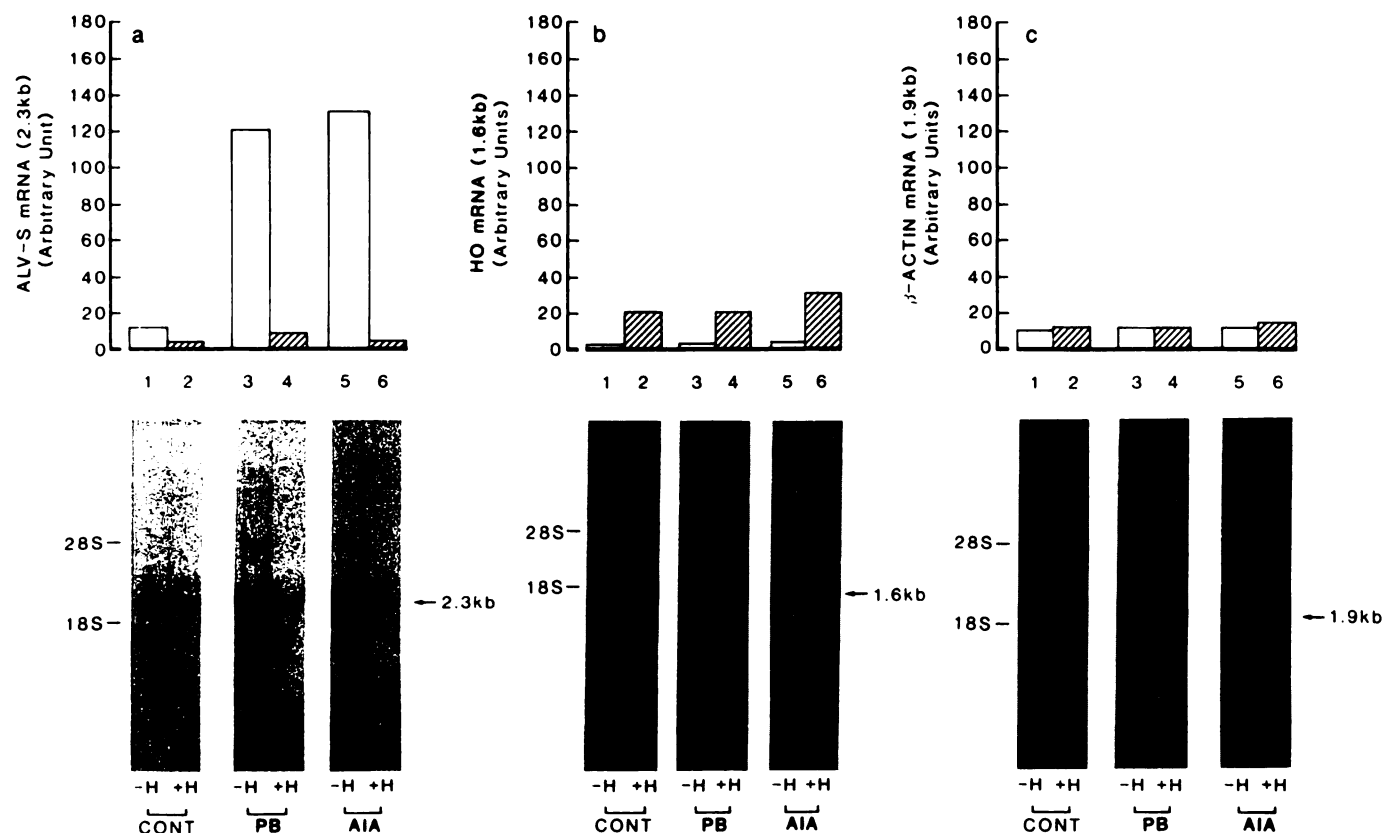 a
ALV-S mRNA (2.3kb)
(Arbitrary Unit)
180
160
140
120
100
80
60
40
20
0
1 2 3 4 5 6
28S
18S
2.3kb
-H +H -H +H -H +H
CONT PB AIA
b
HO mRNA (1.6kb)
(Arbitrary Units)
180
160
140
120
100
80
60
40
20
0
1 2 3 4 5 6
28S
18S
1.6kb
-H +H -H +H -H +H
CONT PB AIA
c
β-ACTIN mRNA (1.9kb)
(Arbitrary Units)
180
160
140
120
100
80
60
40
20
0
1 2 3 4 5 6
28S
18S
1.9kb
-H +H -H +H -H +H
CONT PB AIA